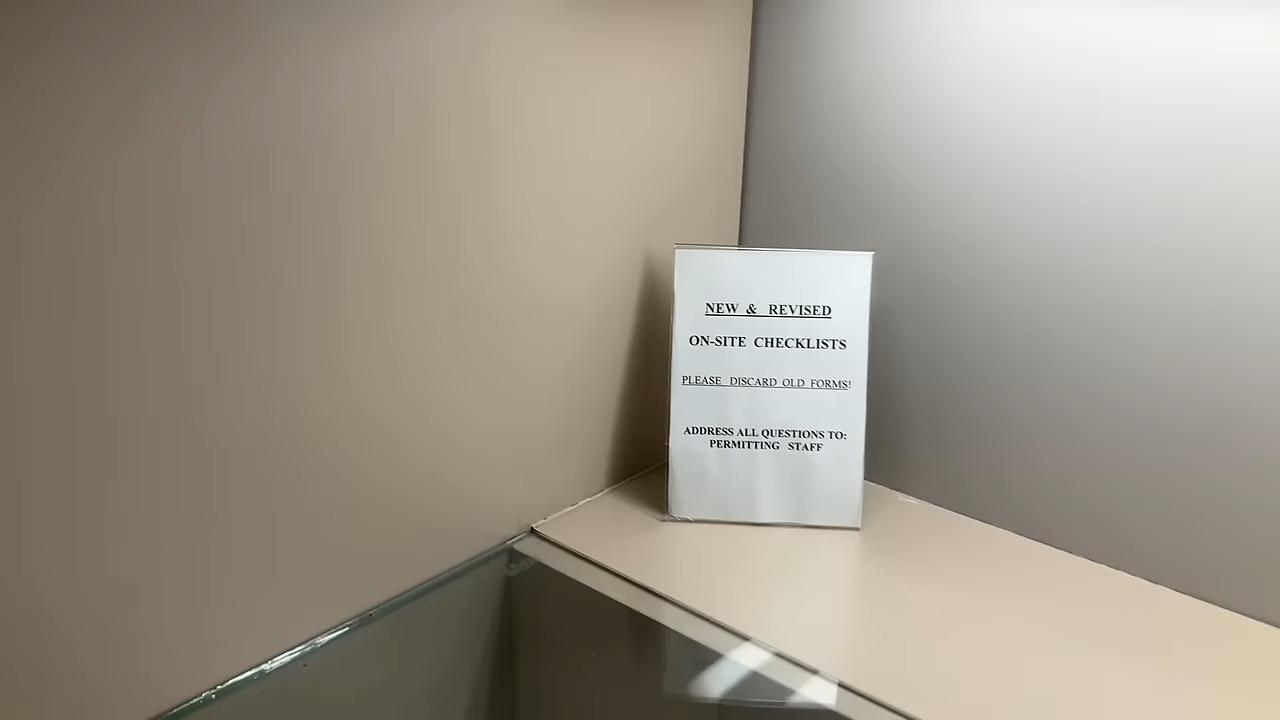 NEW & REVISED
ON-SITE CHECKLISTS
PLEASE DISCARD OLD FORMS!
ADDRESS ALL QUESTIONS TO:
PERMITTING STAFF